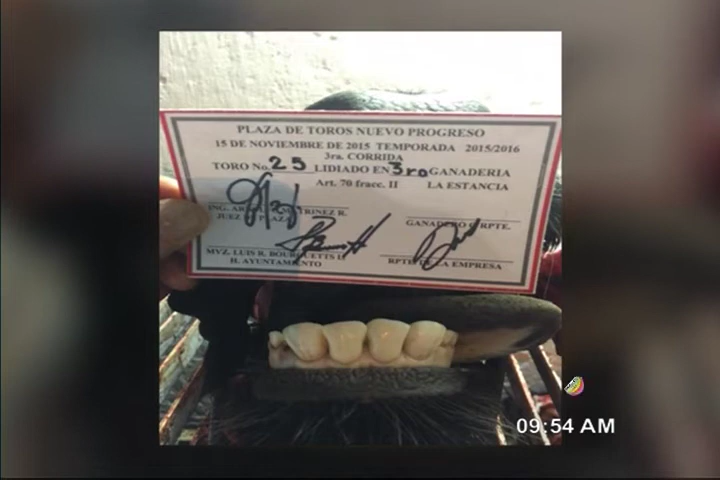 PLAZA DE TOROS NUEVO PROGRESO
15 DE NOVIEMBRE DE 2015 TEMPORADA 2015/2016
3ra. CORRIDA
TORO No. 25 LIDIADO EN 3ro GANADERIA
Art. 70 fracc. II LA ESTANCIA
ING. R.
JUEZ DE PLAZA
GANADERO RPTE.
MVZ. LUIS R. BOURGUETTS
H. AYUNTAMIENTO
RPTE DE LA EMPRESA
09:54 AM